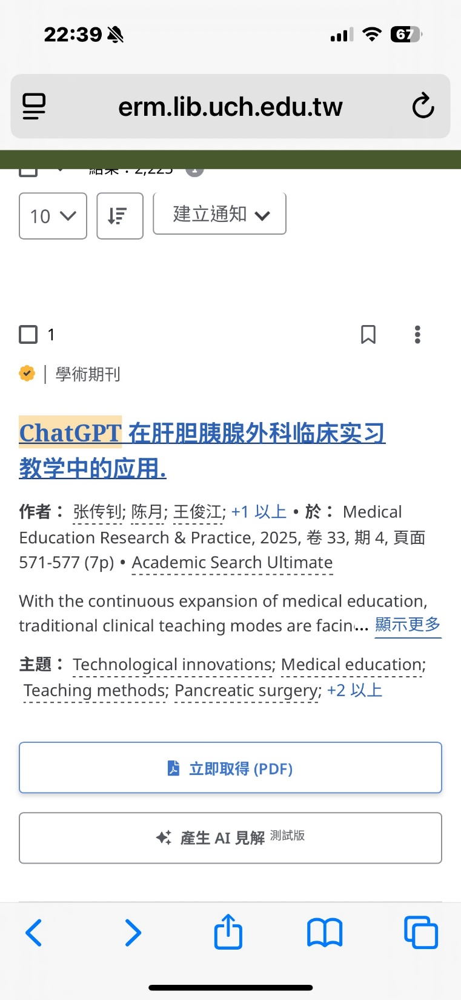 22:39
67
erm.lib.uch.edu.tw
結果：2,225
10
建立通知
1
學術期刊
ChatGPT 在肝胆胰腺外科临床实习
教学中的应用.
作者： 张传钊; 陈月; 王俊江; +1 以上 • 於： Medical
Education Research & Practice, 2025, 卷 33, 期 4, 頁面
571-577 (7p) • Academic Search Ultimate
With the continuous expansion of medical education,
traditional clinical teaching modes are facin... 顯示更多
主題： Technological innovations; Medical education;
Teaching methods; Pancreatic surgery; +2 以上
立即取得 (PDF)
產生 AI 見解 測試版